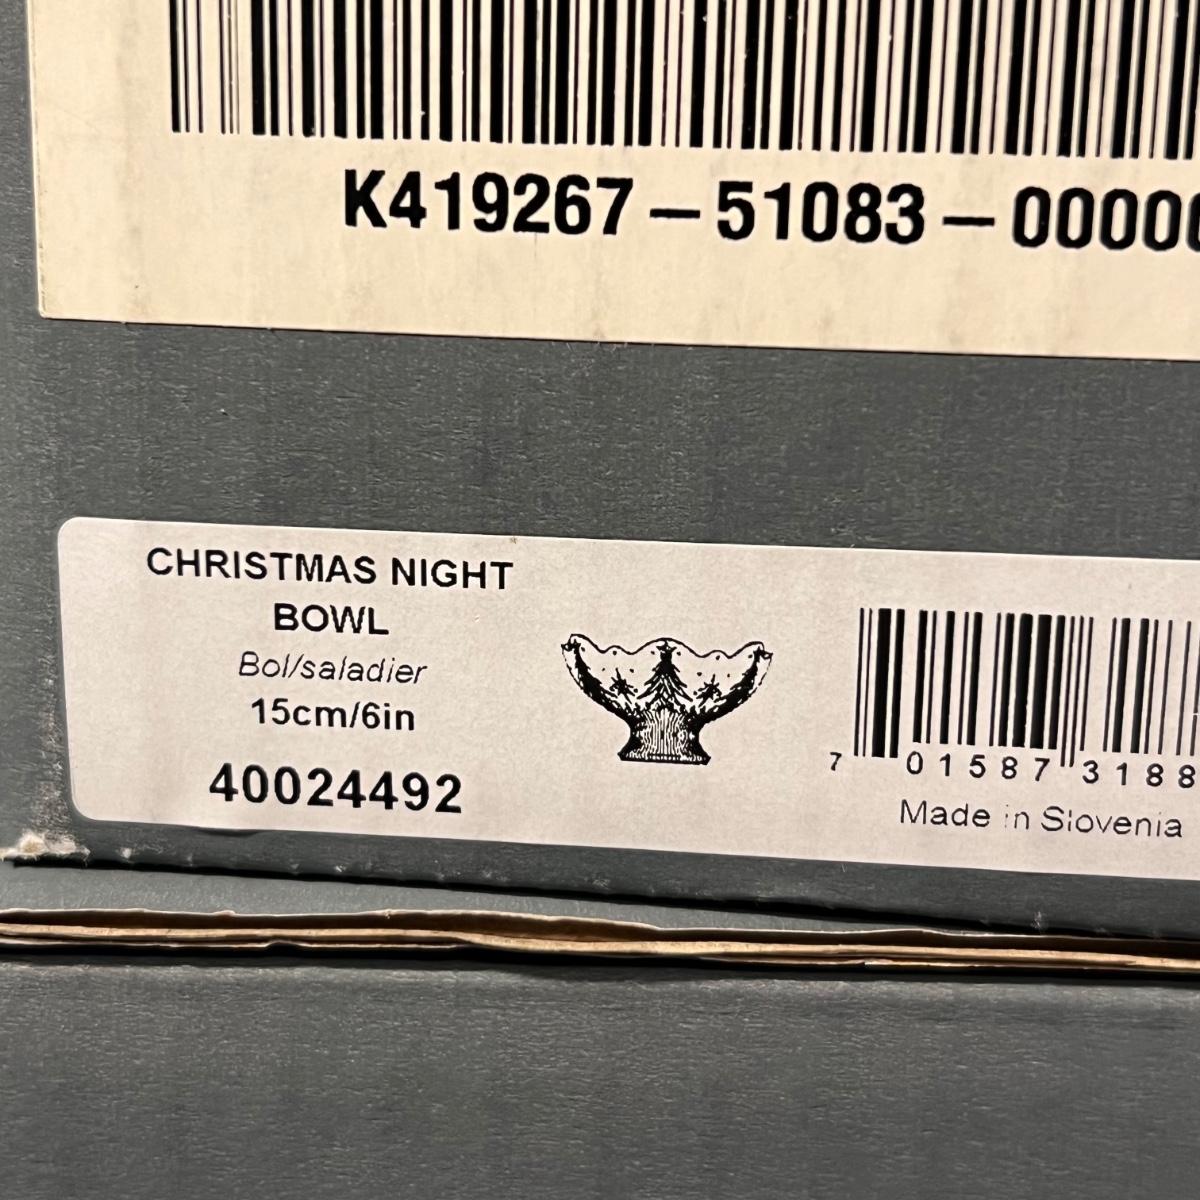 K419267-51083-0000
CHRISTMAS NIGHT
BOWL
Bol/saladier
15cm/6in
40024492
7 01587 3188
Made in Slovenia